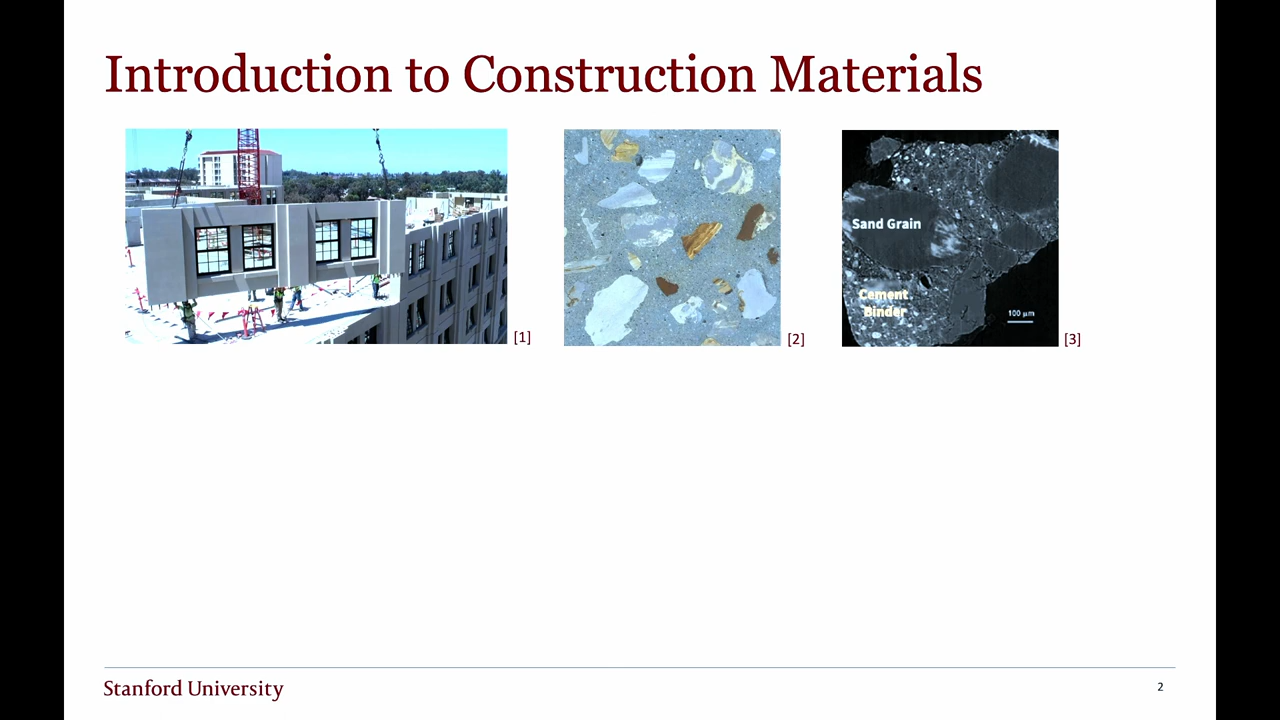 Introduction to Construction Materials
[1]
[2]
Sand Grain
Cement
Binder
100 µm
[3]
Stanford University
2